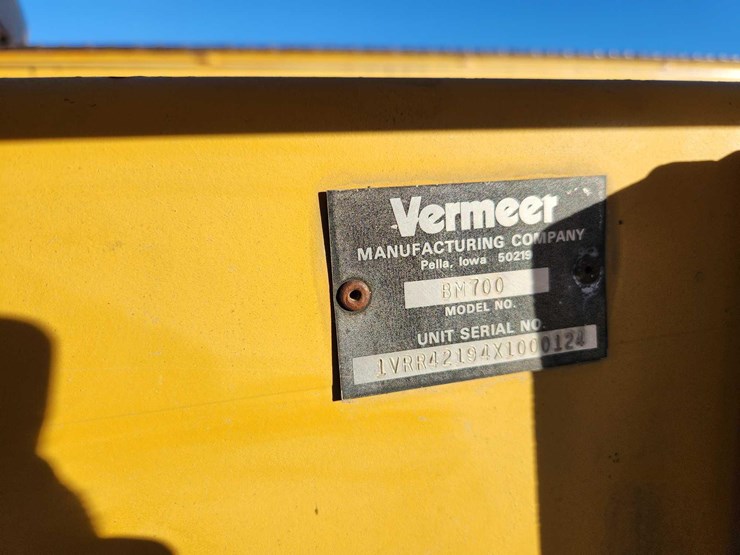 Vermeer
MANUFACTURING COMPANY
Pella, Iowa 50219
BM700
MODEL NO.
UNIT SERIAL NO.
1VRR42194X1000124